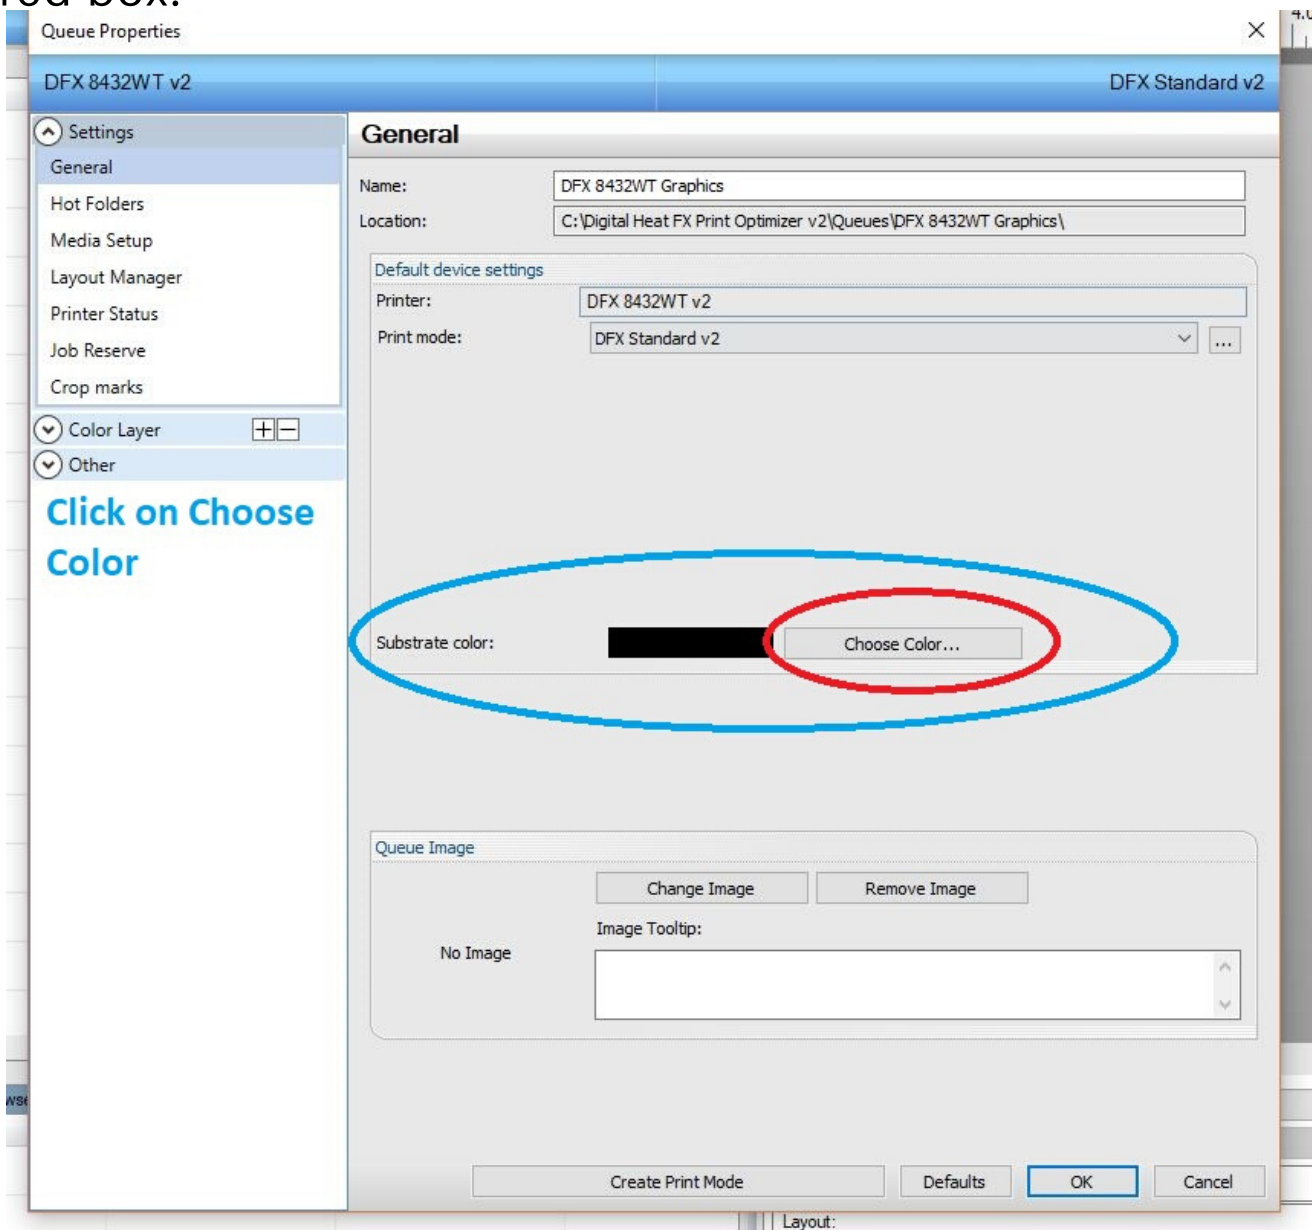 red box.
4.0
Queue Properties
DFX 8432WT v2
DFX Standard v2
Settings
General
Hot Folders
Media Setup
Layout Manager
Printer Status
Job Reserve
Crop marks
Color Layer
Other
Click on Choose
Color
General
Name: DFX 8432WT Graphics
Location: C:\Digital Heat FX Print Optimizer v2\Queues\DFX 8432WT Graphics\
Default device settings
Printer: DFX 8432WT v2
Print mode: DFX Standard v2 ...
Substrate color: Choose Color...
Queue Image
Change Image Remove Image
Image Tooltip:
No Image
Create Print Mode Defaults OK Cancel
Layout: